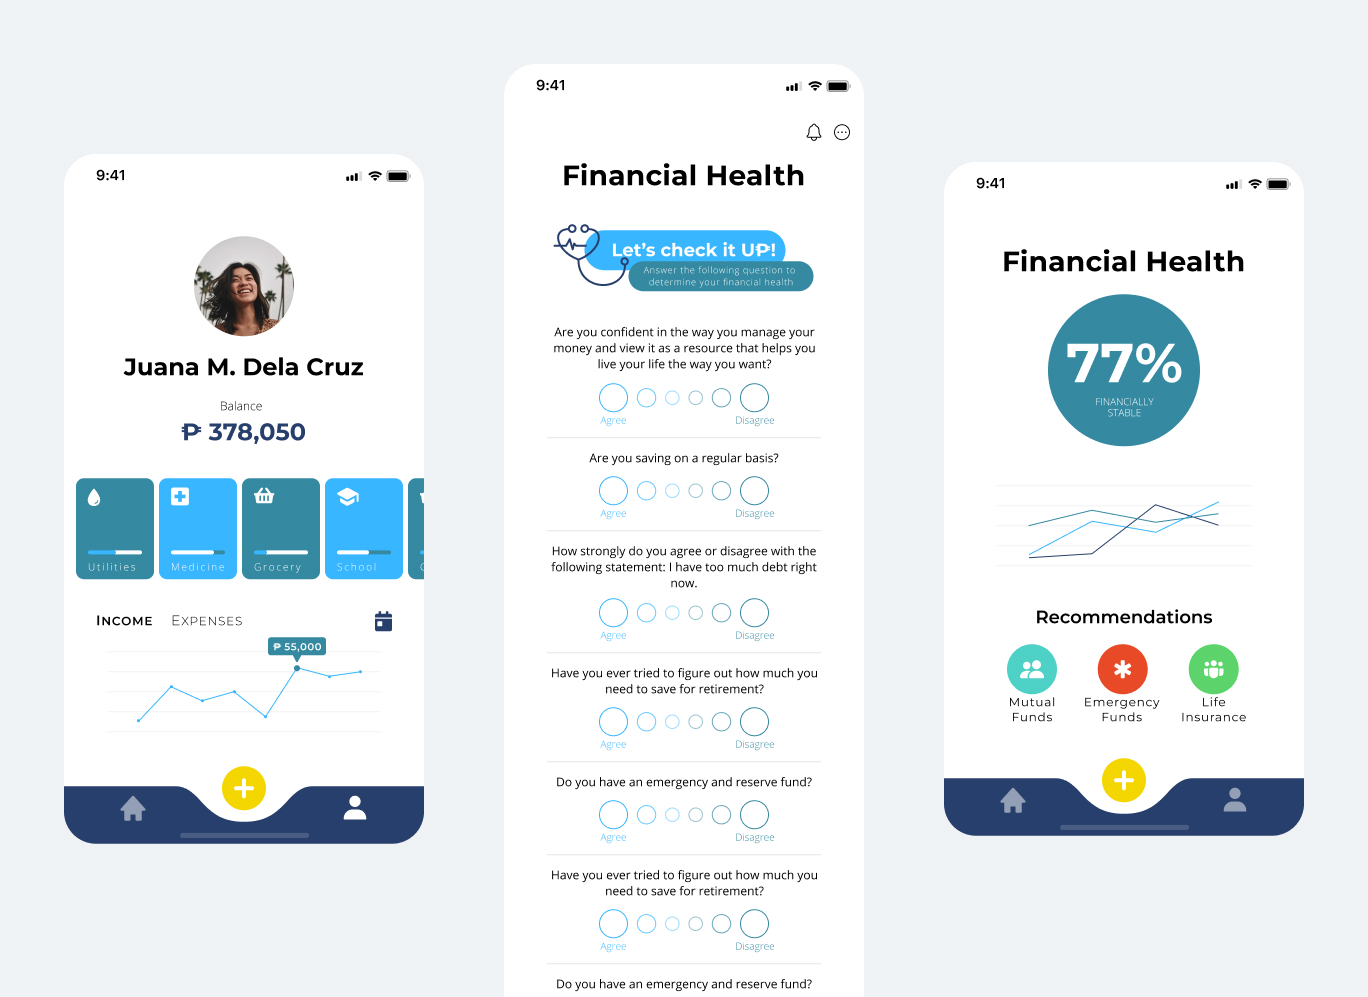 9:41
Juana M. Dela Cruz
Balance
₱ 378,050
Utilities
Medicine
Grocery
School
INCOME
EXPENSES
₱ 55,000
9:41
Financial Health
Let's check it U₱!
Answer the following question to
determine your financial health
Are you confident in the way you manage your
money and view it as a resource that helps you
live your life the way you want?
Agree
Disagree
Are you saving on a regular basis?
Agree
Disagree
How strongly do you agree or disagree with the
following statement: I have too much debt right
now.
Agree
Disagree
Have you ever tried to figure out how much you
need to save for retirement?
Agree
Disagree
Do you have an emergency and reserve fund?
Agree
Disagree
Have you ever tried to figure out how much you
need to save for retirement?
Agree
Disagree
Do you have an emergency and reserve fund?
9:41
Financial Health
77%
FINANCIALLY
STABLE
Recommendations
Mutual
Funds
Emergency
Funds
Life
Insurance